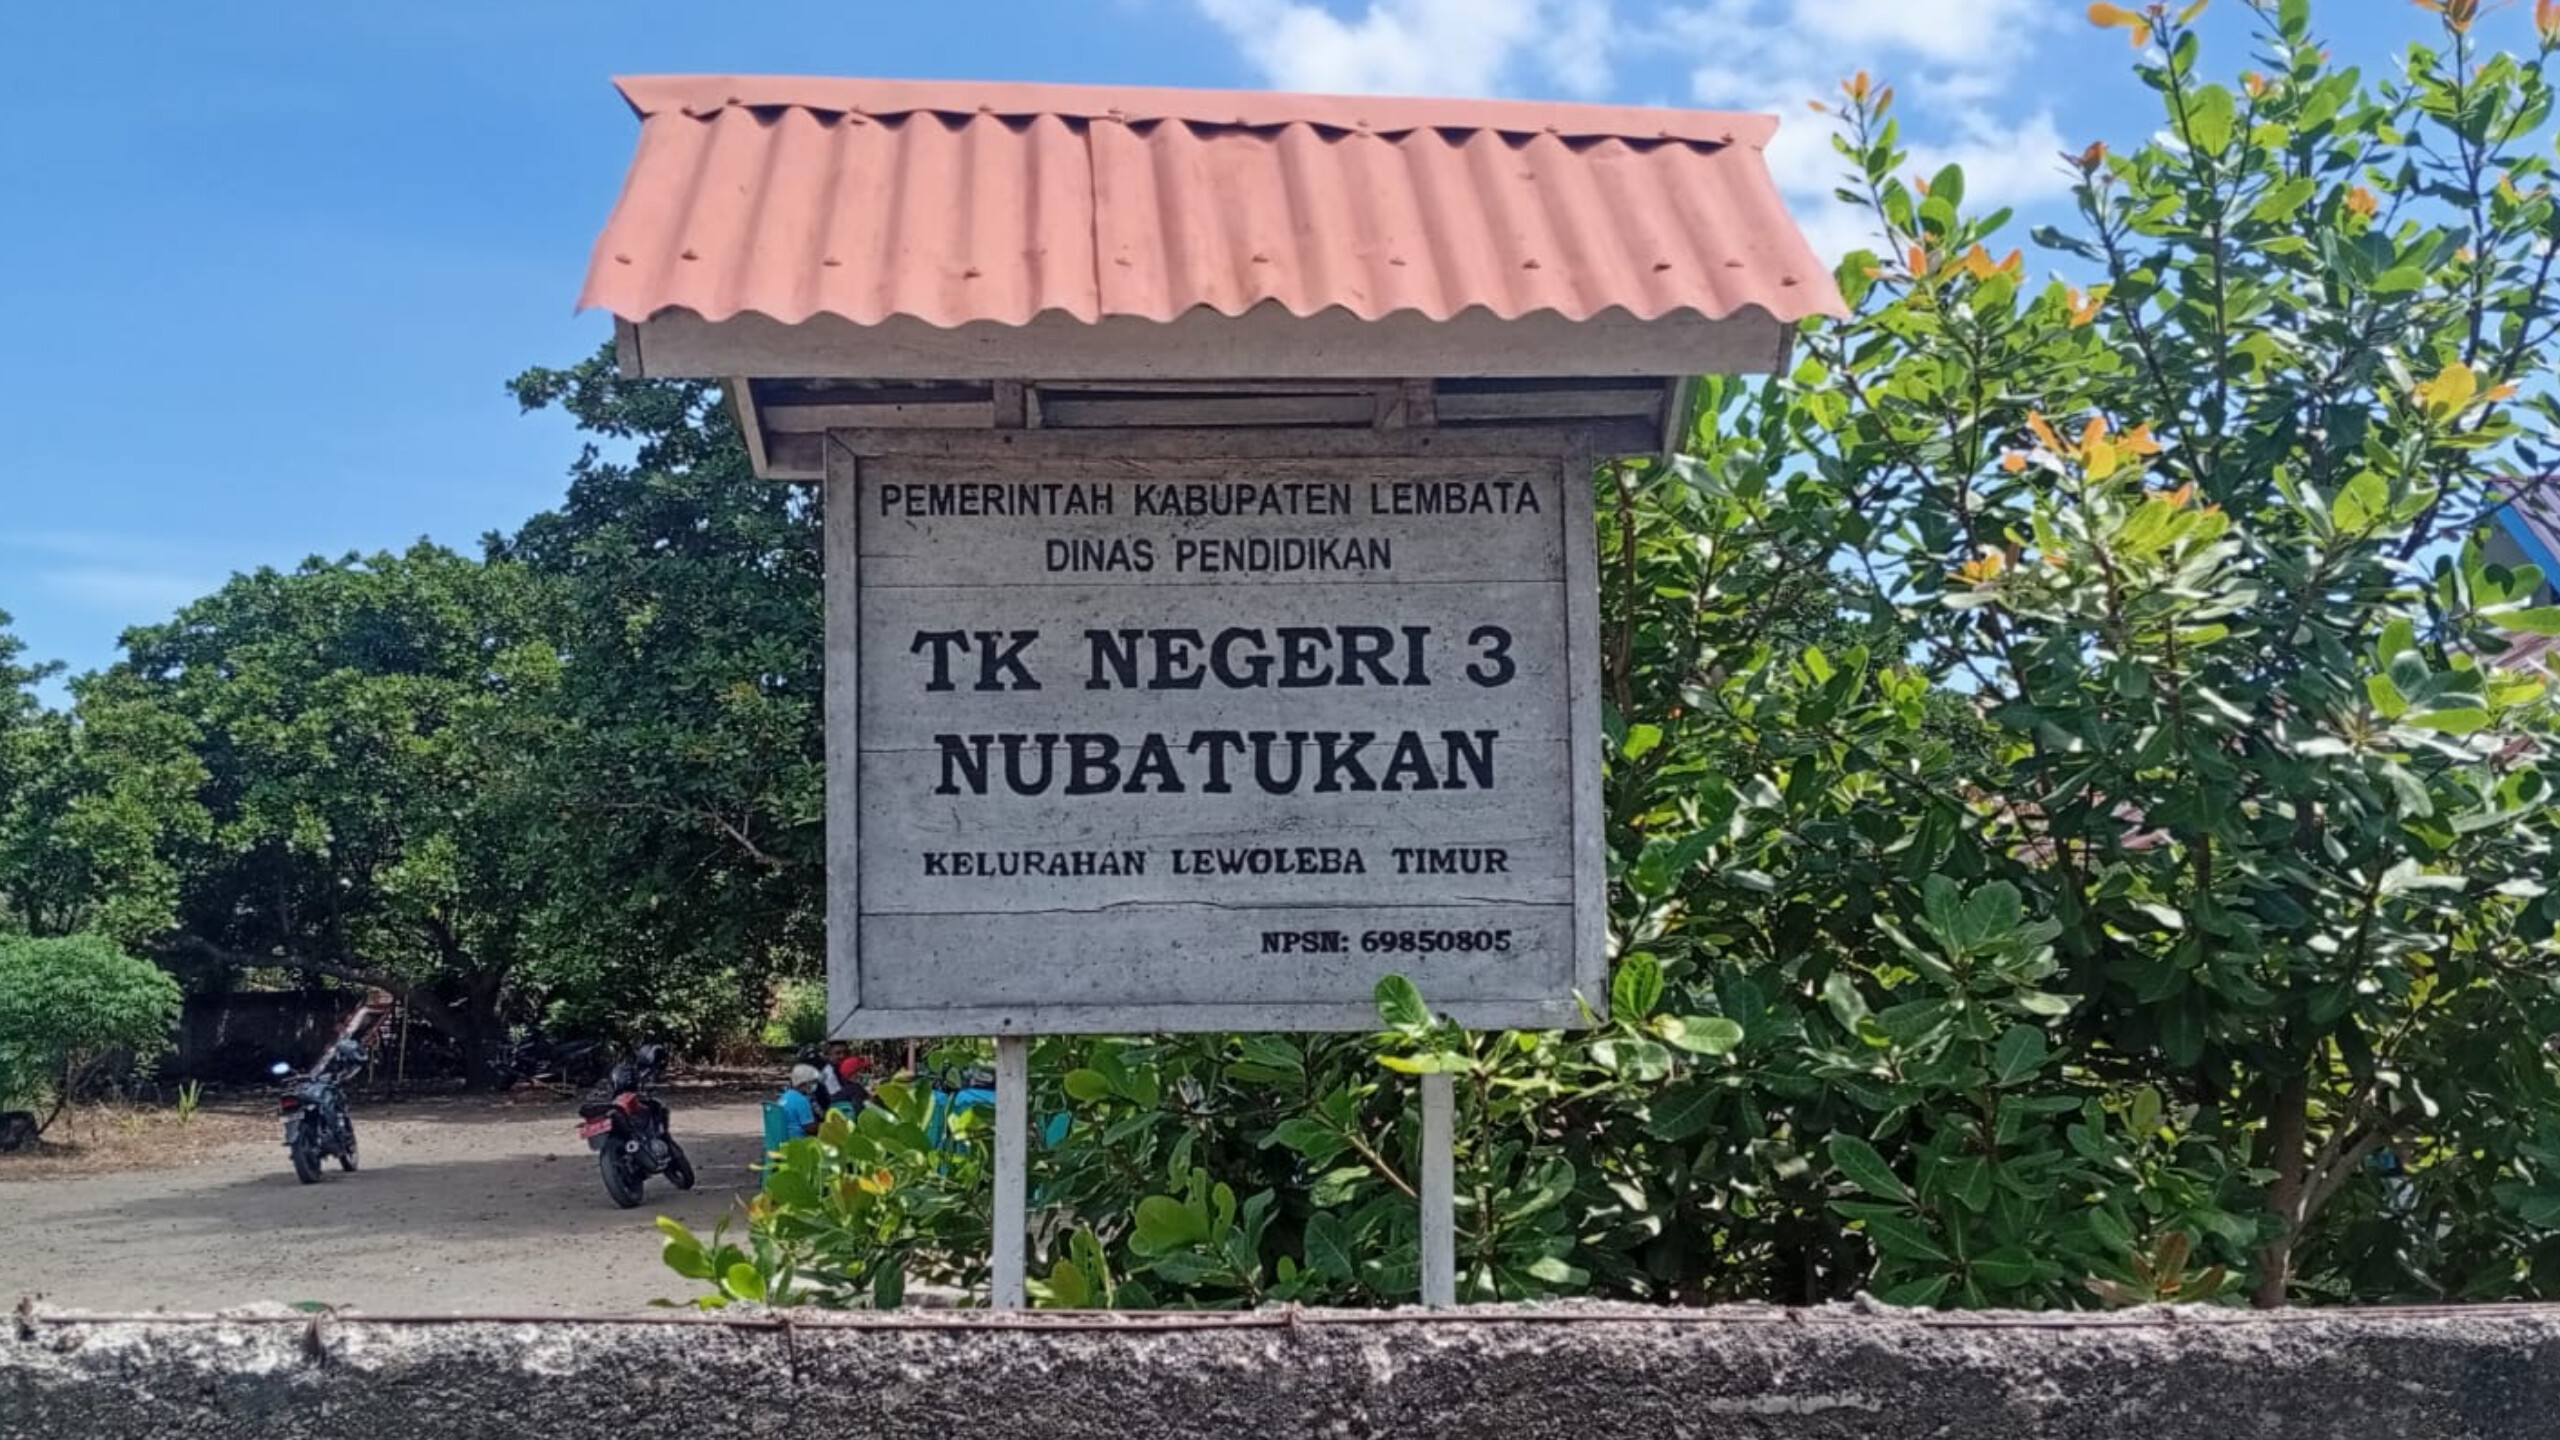 PEMERINTAH KABUPATEN LEMBATA
DINAS PENDIDIKAN
TK NEGERI 3
NUBATUKAN
KELURAHAN LEWOLEBA TIMUR
NPSN: 69850805